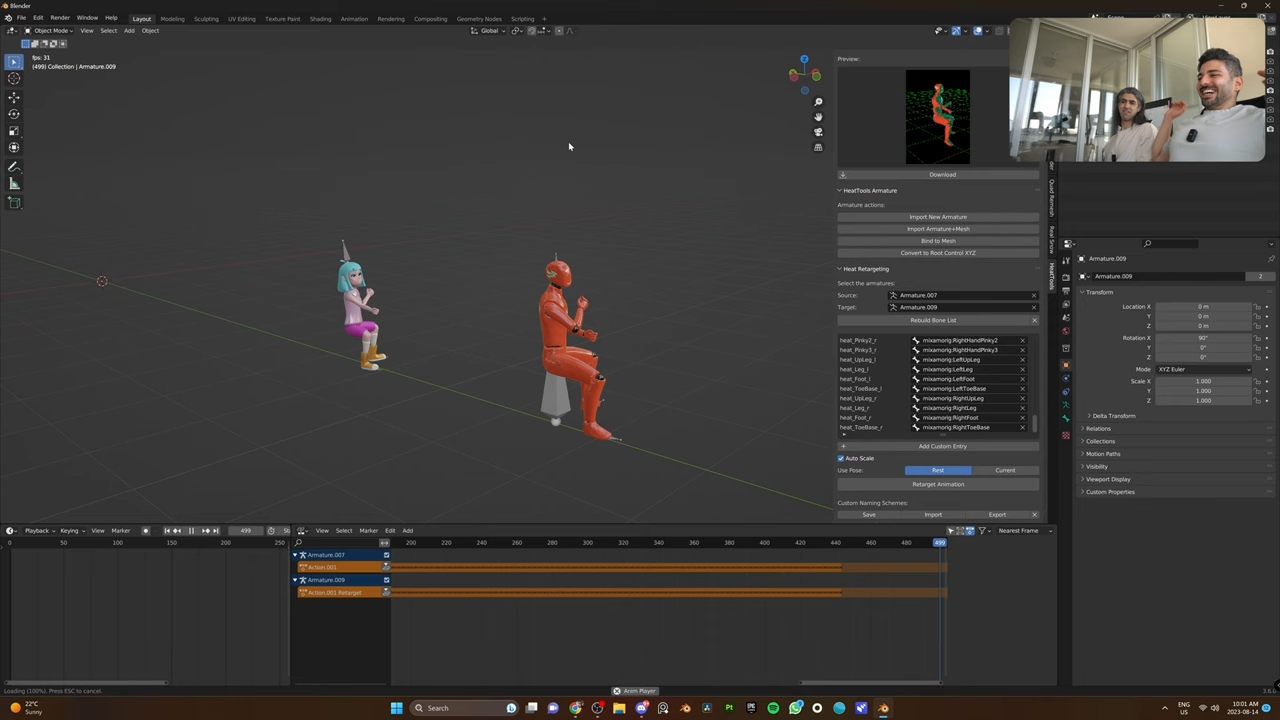 Blender
File Edit Render Window Help
Layout Modeling Sculpting UV Editing Texture Paint Shading Animation Rendering Compositing Geometry Nodes Scripting +
Object Mode View Select Add Object
Global
fps: 31
(499) Collection | Armature.009
Preview:
Download
HeatTools Armature
Armature actions:
Import New Armature
Import Armature+Mesh
Bind to Mesh
Convert to Root Control XYZ
Heat Retargeting
Select the armatures:
Source: Armature.007
Target: Armature.009
Rebuild Bone List
heat_Pinky2_r mixamorig:RightHandPinky2
heat_Pinky3_r mixamorig:RightHandPinky3
heat_UpLeg_l mixamorig:LeftUpLeg
heat_Leg_l mixamorig:LeftLeg
heat_Foot_l mixamorig:LeftFoot
heat_ToeBase_l mixamorig:LeftToeBase
heat_UpLeg_r mixamorig:RightUpLeg
heat_Leg_r mixamorig:RightLeg
heat_Foot_r mixamorig:RightFoot
heat_ToeBase_r mixamorig:RightToeBase
Add Custom Entry
Auto Scale
Use Pose: Rest Current
Retarget Animation
Custom Naming Schemes:
Save Import Export
Quad Remesh
Real Snow
HeatTools
Armature.009
Armature.009 2
Transform
Location X 0 m
Y 0 m
Z 0 m
Rotation X 90°
Y 0°
Z 0°
Mode XYZ Euler
Scale X 1.000
Y 1.000
Z 1.000
Delta Transform
Relations
Collections
Motion Paths
Visibility
Viewport Display
Custom Properties
Playback Keying View Marker 499 View Select Marker Edit Add Nearest Frame
0 50 100 150 200 250
200 220 240 260 280 300 320 340 360 380 400 420 440 460 480 499
Armature.007
Action.001
Armature.009
Action.001 Retarget
Loading (100%). Press ESC to cancel. Anim Player 3.6.0
22°C
Sunny
Search
ENG
US
10:01 AM
2023-08-14